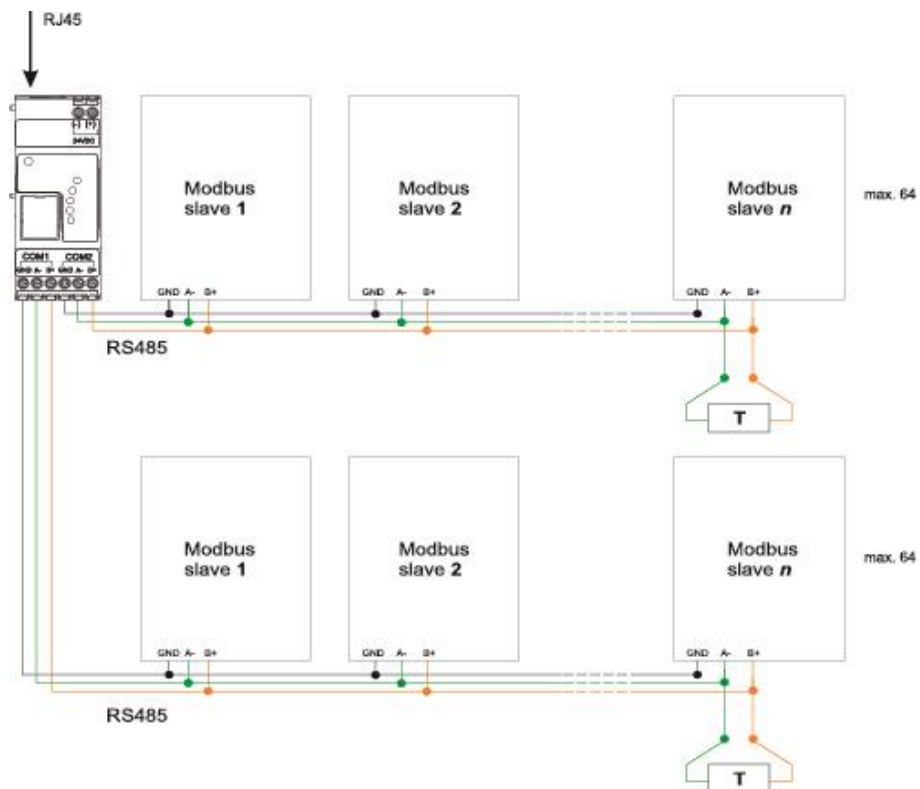 RJ45
(-) (+)
24VDC
COM1 COM2
GND A- B+ GND A- B+
Modbus
slave 1
Modbus
slave 2
Modbus
slave n
max. 64
GND A- B+
GND A- B+
GND A- B+
RS485
T
Modbus
slave 1
Modbus
slave 2
Modbus
slave n
max. 64
GND A- B+
GND A- B+
GND A- B+
RS485
T